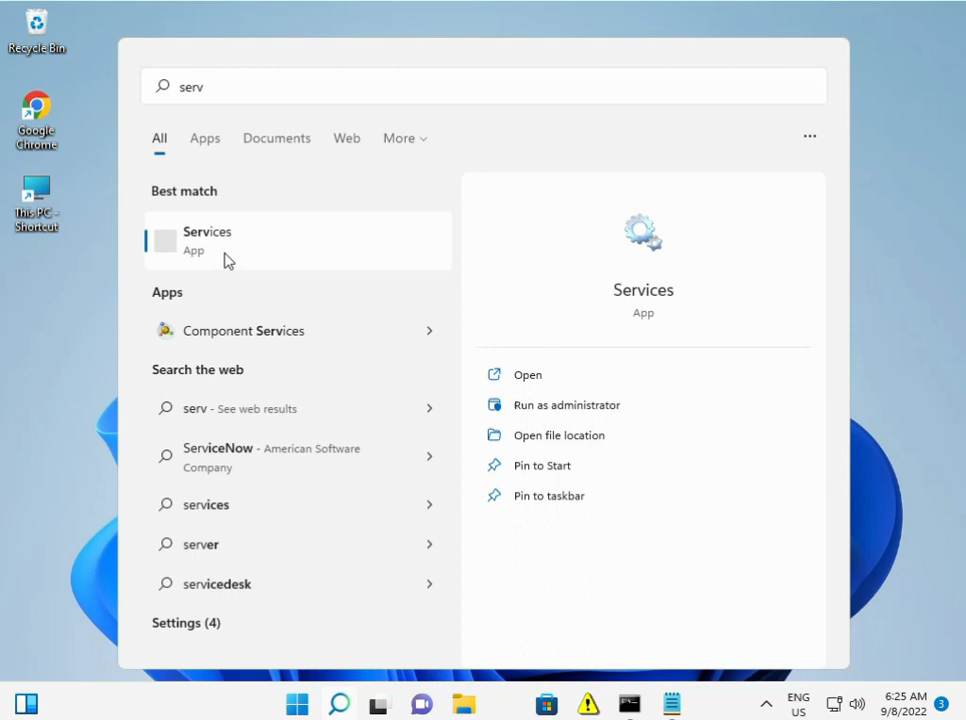 Recycle Bin
Google
Chrome
This PC -
Shortcut
serv
All Apps Documents Web More
Best match
Services
App
Apps
Component Services
Search the web
serv - See web results
ServiceNow - American Software
Company
services
server
servicedesk
Settings (4)
Services
App
Open
Run as administrator
Open file location
Pin to Start
Pin to taskbar
ENG
US
6:25 AM
9/8/2022
3